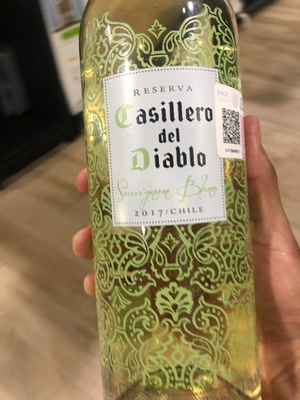 RESERVA
Casillero
del
Diablo
Sauvignon Blanc
2017/CHILE